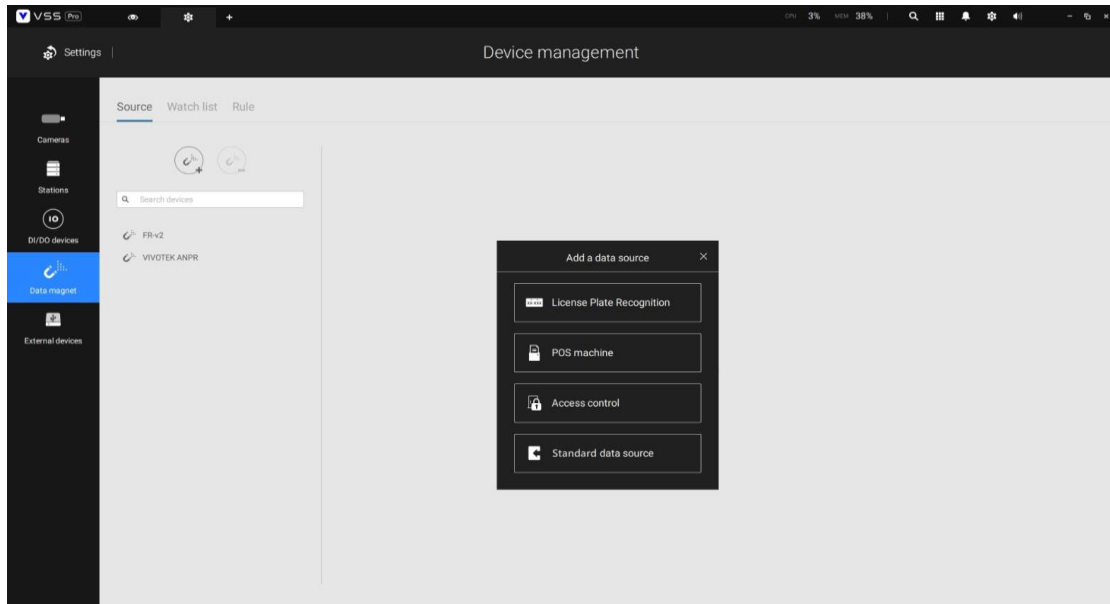 VSS Pro
CPU 3% MEM 38%
Settings
Device management
Cameras
Stations
IO
DI/DO devices
Data magnet
External devices
Source Watch list Rule
Search devices
FR-v2
VIVOTEK ANPR
Add a data source
License Plate Recognition
POS machine
Access control
Standard data source